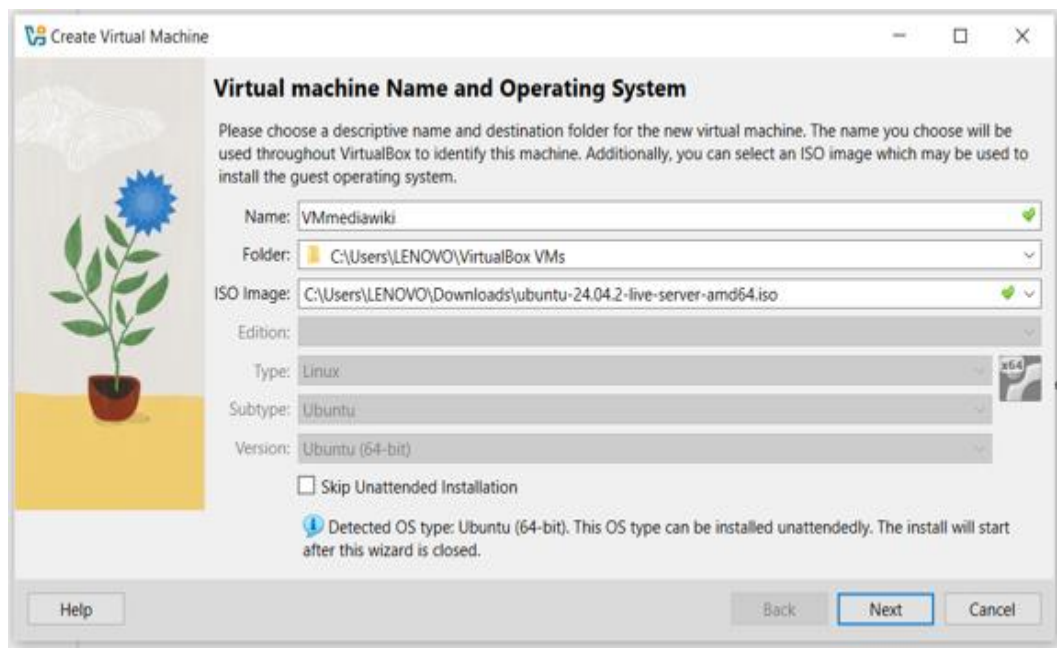 Create Virtual Machine
Virtual machine Name and Operating System
Please choose a descriptive name and destination folder for the new virtual machine. The name you choose will be
used throughout VirtualBox to identify this machine. Additionally, you can select an ISO image which may be used to
install the guest operating system.
Name: VMmediawiki
Folder: C:\Users\LENOVO\VirtualBox VMs
ISO Image: C:\Users\LENOVO\Downloads\ubuntu-24.04.2-live-server-amd64.iso
Edition:
Type: Linux
x64
Subtype: Ubuntu
Version: Ubuntu (64-bit)
Skip Unattended Installation
Detected OS type: Ubuntu (64-bit). This OS type can be installed unattendedly. The install will start
after this wizard is closed.
Help Back Next Cancel